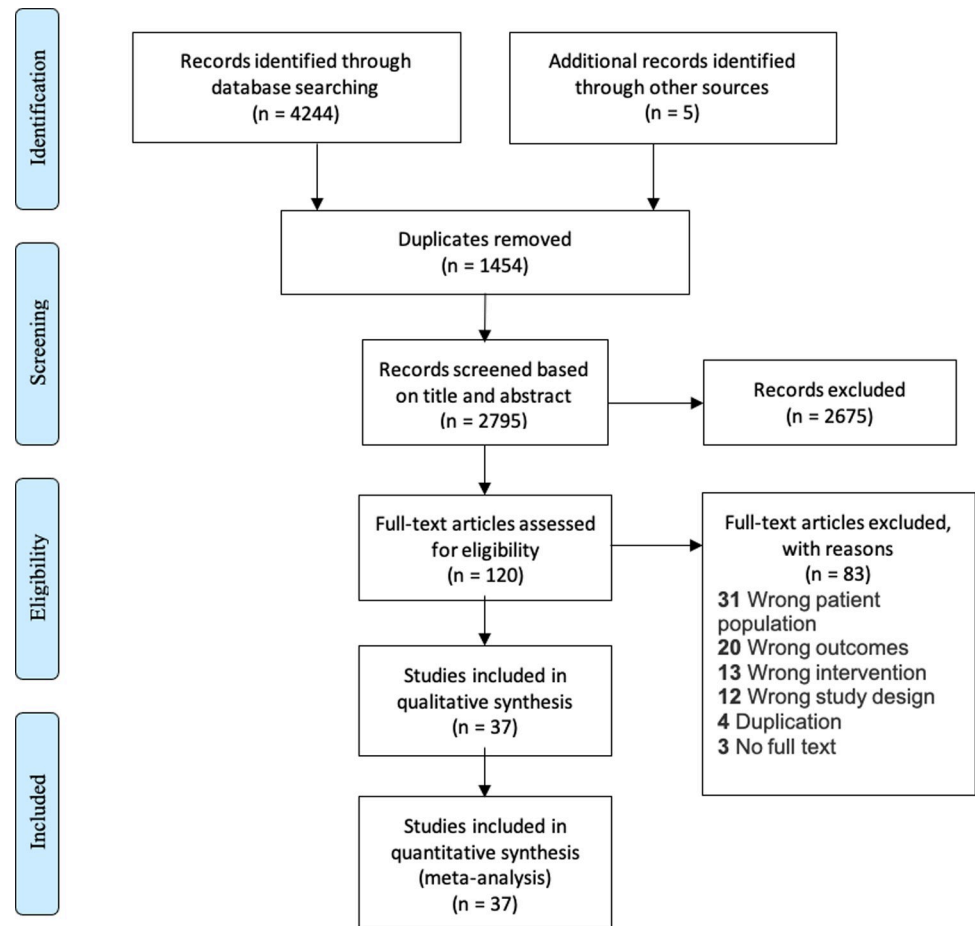 Identification
Records identified through
database searching
(n = 4244)
Additional records identified
through other sources
(n = 5)
Duplicates removed
(n = 1454)
Screening
Records screened based
on title and abstract
(n = 2795)
Records excluded
(n = 2675)
Eligibility
Full-text articles assessed
for eligibility
(n = 120)
Full-text articles excluded,
with reasons
(n = 83)
31 Wrong patient
population
20 Wrong outcomes
13 Wrong intervention
12 Wrong study design
4 Duplication
3 No full text
Studies included in
qualitative synthesis
(n = 37)
Included
Studies included in
quantitative synthesis
(meta-analysis)
(n = 37)